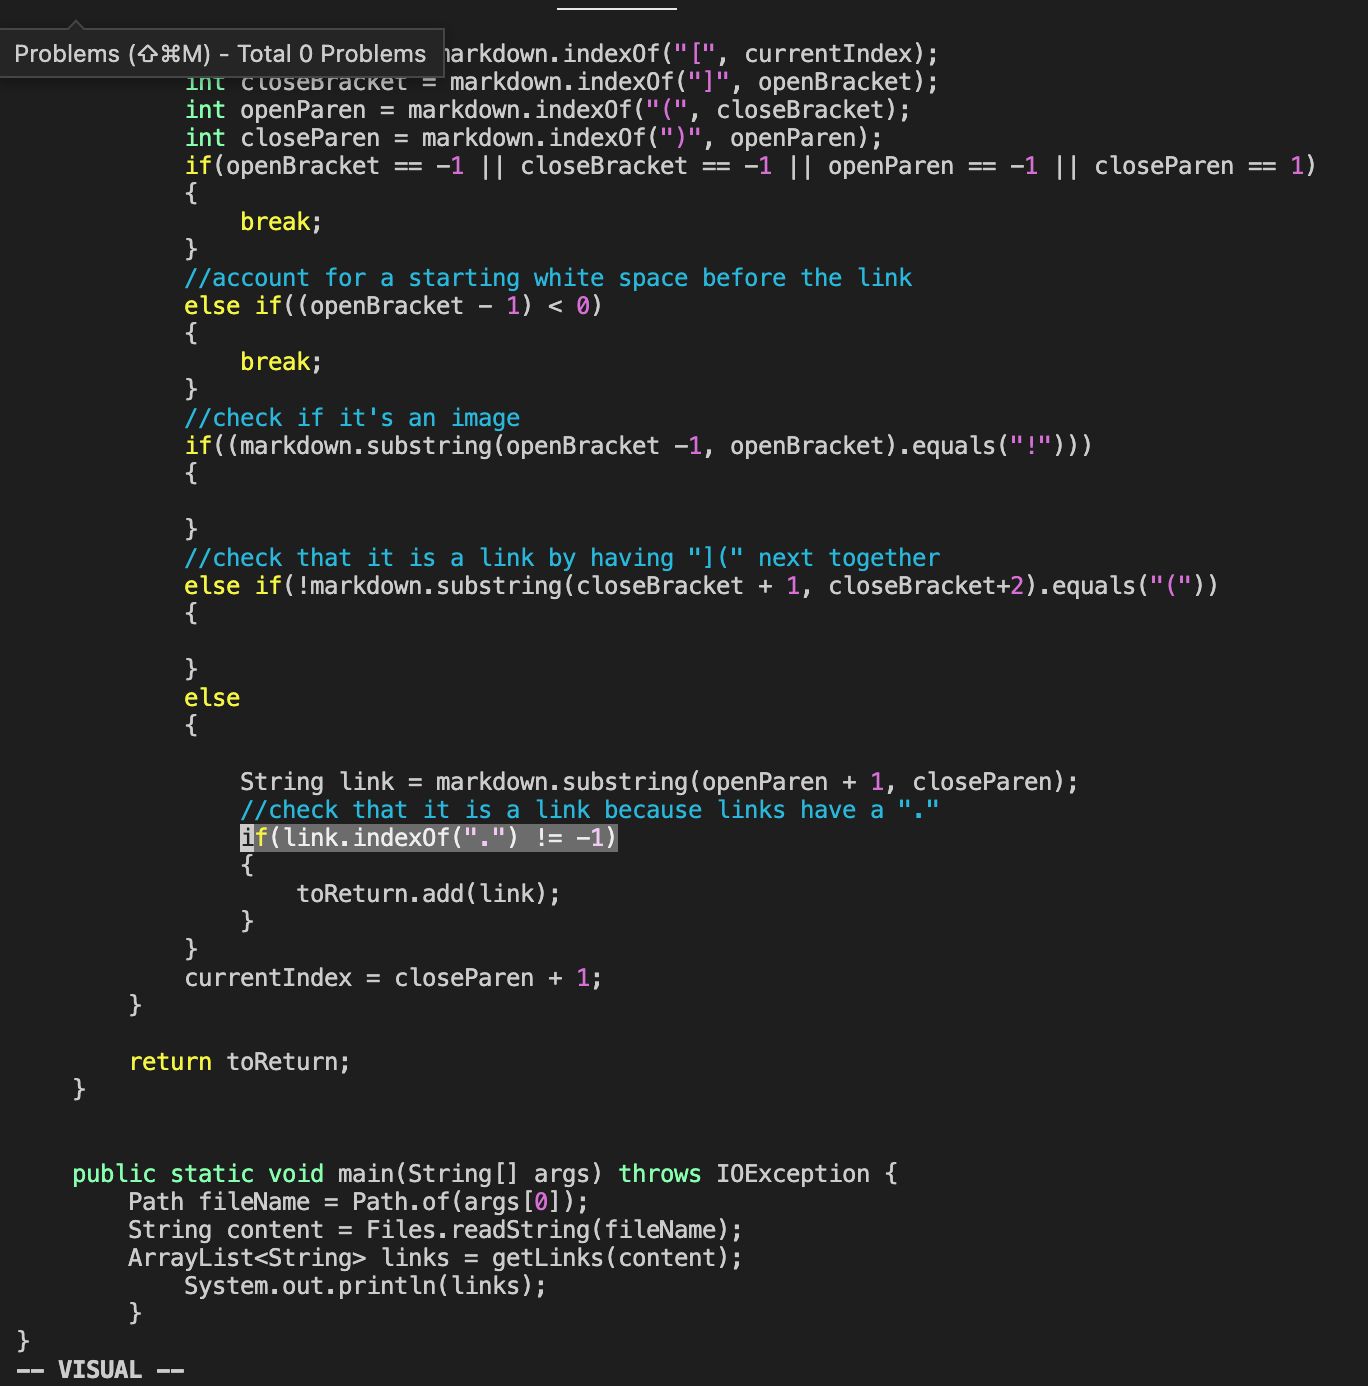 Problems (⇧⌘M) - Total 0 Problems
markdown.indexOf("[", currentIndex);
int closeBracket = markdown.indexOf("]", openBracket);
int openParen = markdown.indexOf("(", closeBracket);
int closeParen = markdown.indexOf(")", openParen);
if(openBracket == -1 || closeBracket == -1 || openParen == -1 || closeParen == 1)
{
break;
}
//account for a starting white space before the link
else if((openBracket - 1) < 0)
{
break;
}
//check if it's an image
if((markdown.substring(openBracket -1, openBracket).equals("!")))
{
}
//check that it is a link by having "](" next together
else if(!markdown.substring(closeBracket + 1, closeBracket+2).equals("("))
{
}
else
{
String link = markdown.substring(openParen + 1, closeParen);
//check that it is a link because links have a "."
if(link.indexOf(".") != -1)
{
toReturn.add(link);
}
}
currentIndex = closeParen + 1;
}
return toReturn;
}
public static void main(String[] args) throws IOException {
Path fileName = Path.of(args[0]);
String content = Files.readString(fileName);
ArrayList<String> links = getLinks(content);
System.out.println(links);
}
}
-- VISUAL --